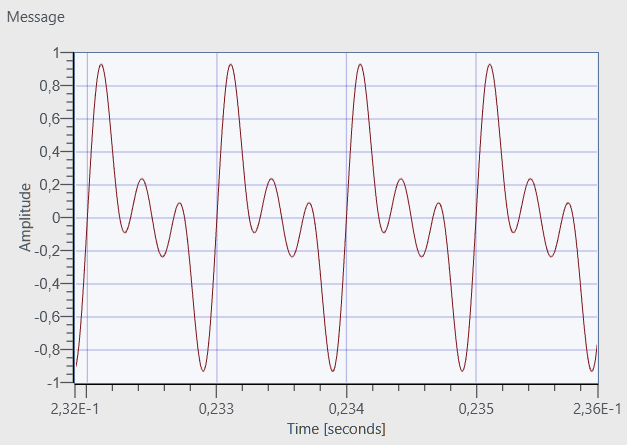 Message
1
0,8
0,6
0,4
0,2
0
-0,2
-0,4
-0,6
-0,8
-1
Amplitude
2,32E-1 0,233 0,234 0,235 2,36E-1
Time [seconds]